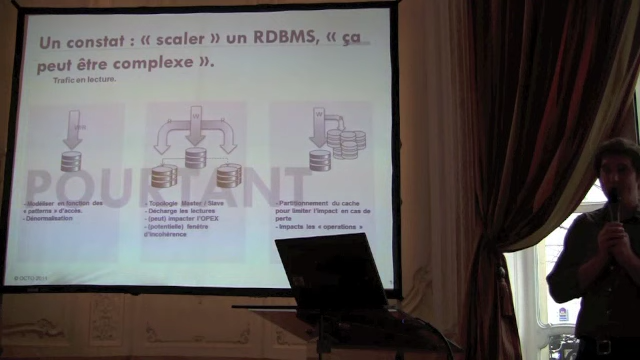 Un constat : « scaler » un RDBMS, « ça
peut être complexe ».
Trafic en lecture.
W
W
POURTANT
- Modéliser en fonction des
« patterns » d'accès.
- Dénormalisation
- Topologie Master / Slave
- Décharge les lectures
- (peut) impacter l'OPEX
- (potentielle) fenêtre
d'incohérence
- Partitionnement du cache
pour limiter l'impact en cas de
perte
- Impacts les « operations »
© OCTO